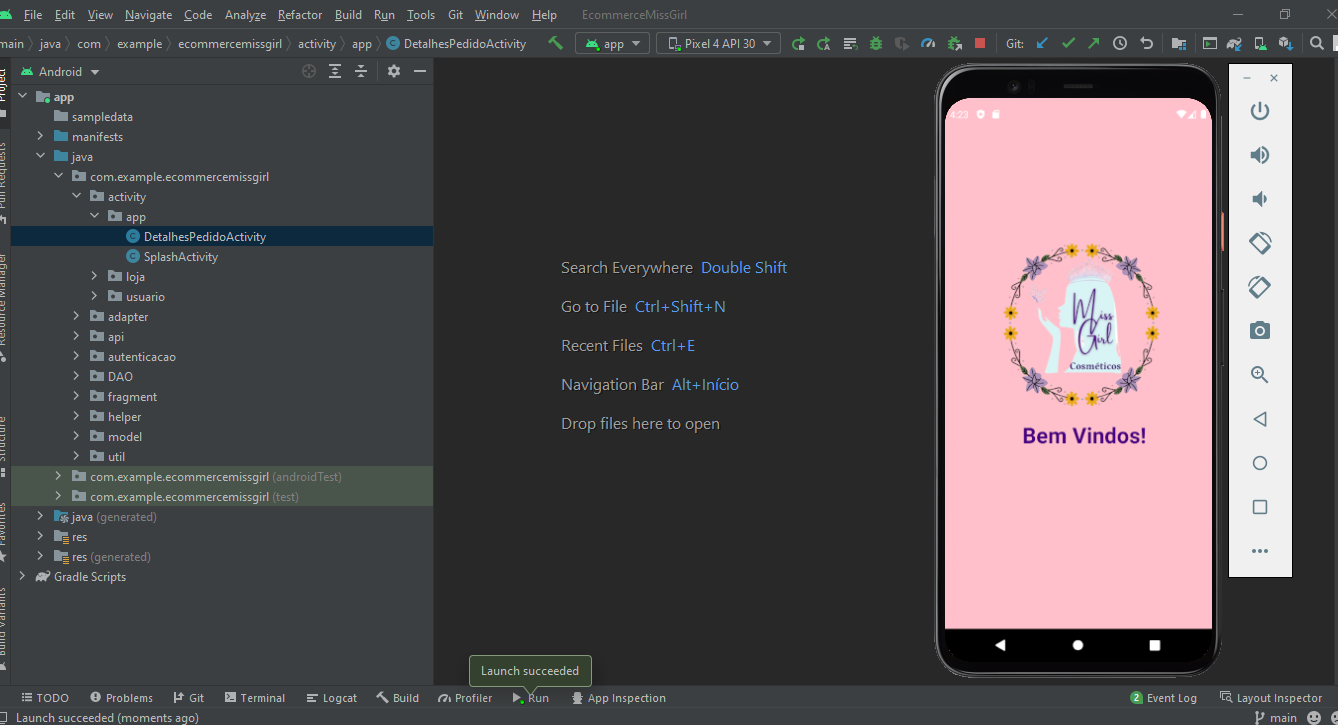 File Edit View Navigate Code Analyze Refactor Build Run Tools Git Window Help EcommerceMissGirl
main java com example ecommercemissgirl activity app DetalhesPedidoActivity app Pixel 4 API 30 Git:
Project
Pull Requests
Resource Manager
Structure
Favorites
Build Variants
Android
app
sampledata
manifests
java
com.example.ecommercemissgirl
activity
app
DetalhesPedidoActivity
SplashActivity
loja
usuario
adapter
api
autenticacao
DAO
fragment
helper
model
util
com.example.ecommercemissgirl (androidTest)
com.example.ecommercemissgirl (test)
java (generated)
res
res (generated)
Gradle Scripts
Search Everywhere Double Shift
Go to File Ctrl+Shift+N
Recent Files Ctrl+E
Navigation Bar Alt+Início
Drop files here to open
4:23
Miss
Girl
Cosméticos
Bem Vindos!
Launch succeeded
TODO Problems Git Terminal Logcat Build Profiler Run App Inspection 2 Event Log Layout Inspector
Launch succeeded (moments ago) main